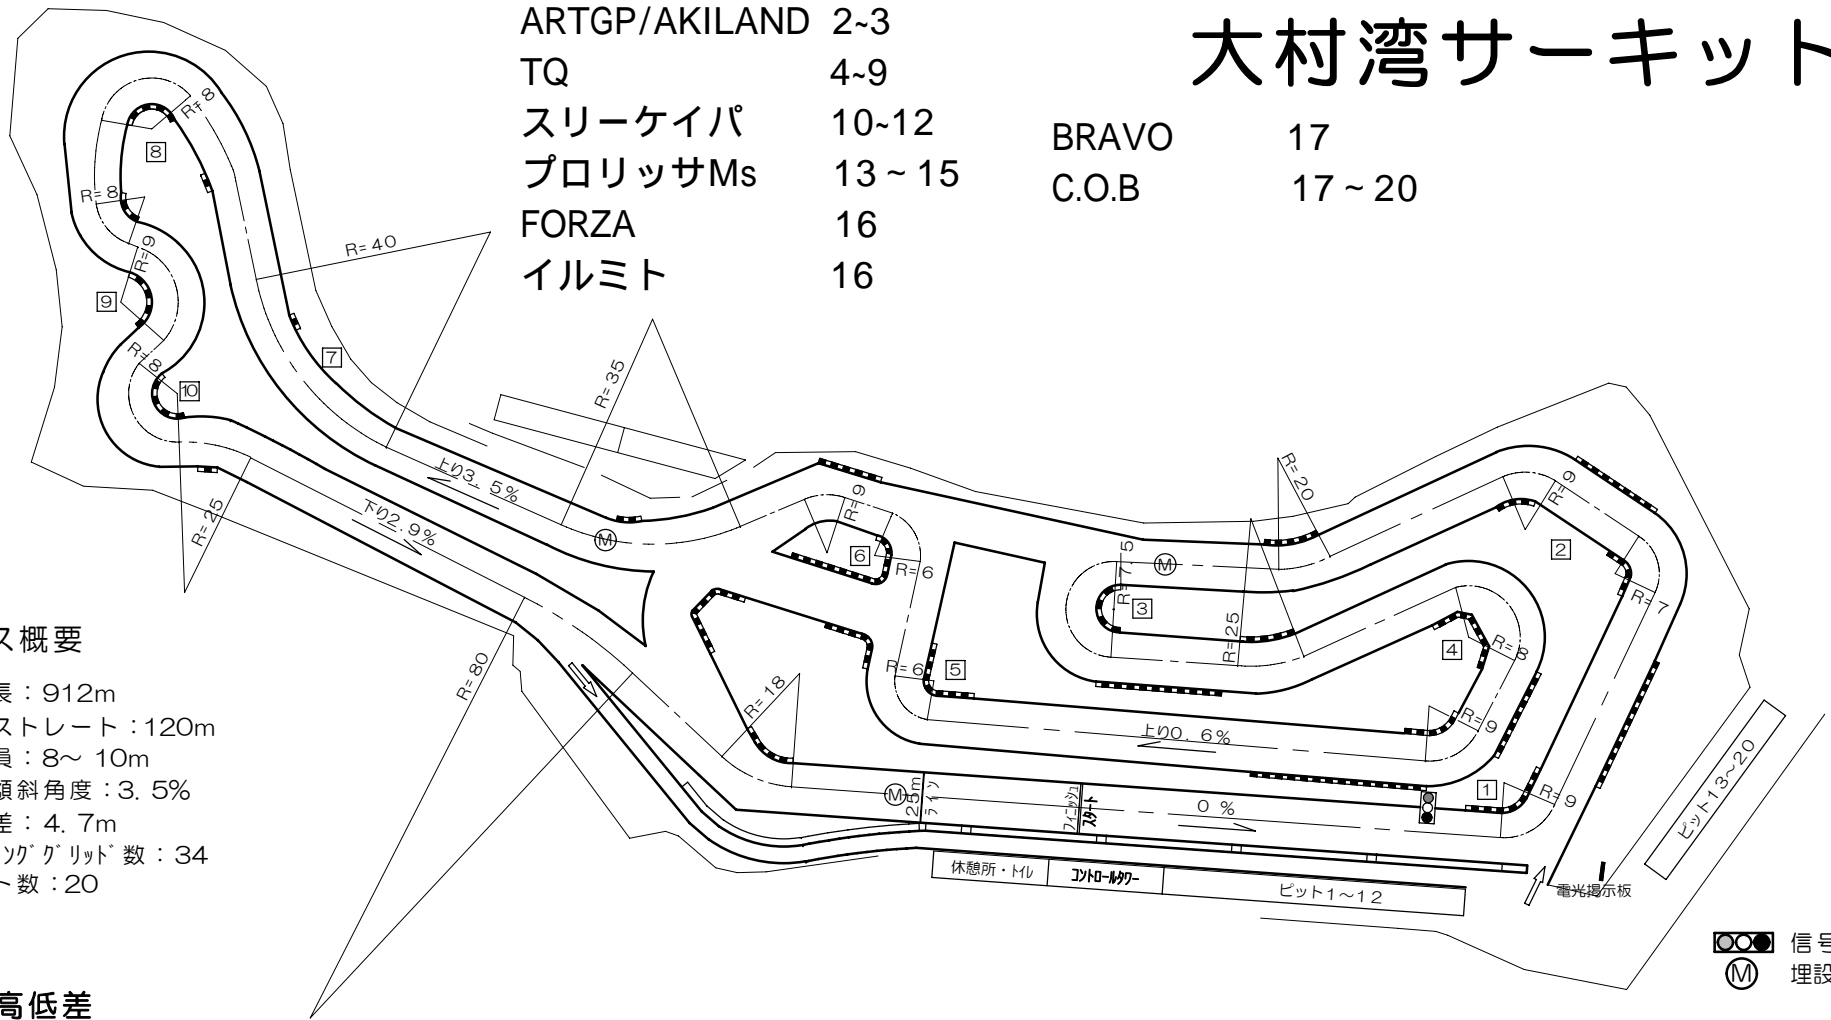 大村湾サーキット
ARTGP/AKILAND 2~3
TQ 4~9
スリーケイパ 10~12
プロリッサMs 13 ~ 15
FORZA 16
イルミト 16
BRAVO 17
C.O.B 17 ~ 20
R=8
8
R=8
R=9
9
R=8
10
R=25
R=40
7
R=35
上り3.5%
下り2.9%
M
R=80
R=9
6
R=6
R=6
5
R=18
M
25m
ライン
フィニッシュ
スタート
0 %
上り0.6%
R=7.5
M
3
R=25
R=20
R=9
2
R=7
4
R=8
R=9
1
R=9
休憩所・トイレ
コントロールタワー
ピット1～12
ピット13～20
電光掲示板
信号
M 埋設
ス概要
長：912m
ストレート：120m
員：8～10m
傾斜角度：3.5%
差：4.7m
ングリッド数：34
ト数：20
高低差